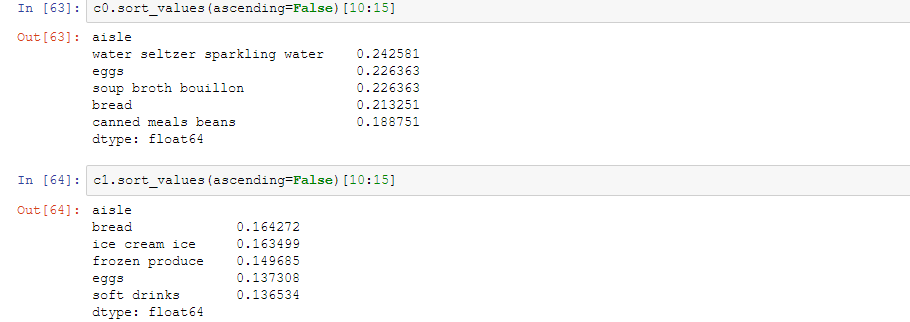 In [63]: c0.sort_values(ascending=False)[10:15]
Out[63]: aisle
water seltzer sparkling water 0.242581
eggs 0.226363
soup broth bouillon 0.226363
bread 0.213251
canned meals beans 0.188751
dtype: float64
In [64]: c1.sort_values(ascending=False)[10:15]
Out[64]: aisle
bread 0.164272
ice cream ice 0.163499
frozen produce 0.149685
eggs 0.137308
soft drinks 0.136534
dtype: float64